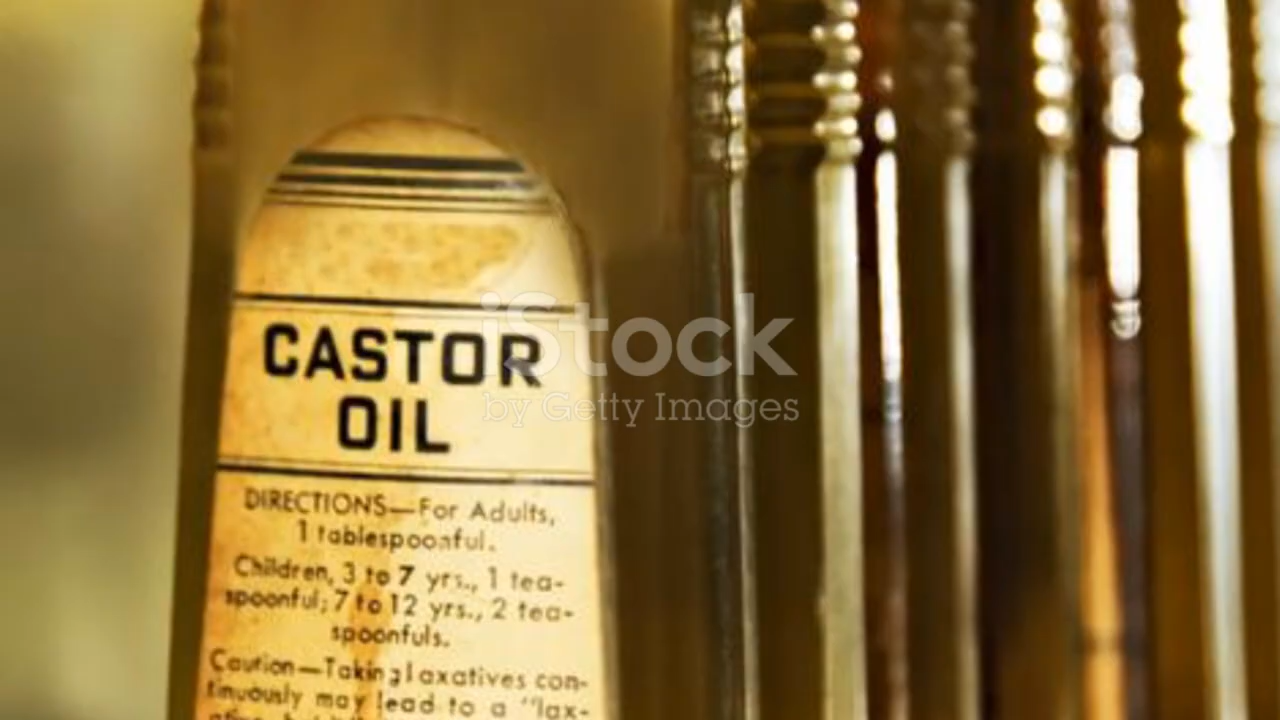 CASTOR
OIL
DIRECTIONS—For Adults,
1 tablespoonful.
Children, 3 to 7 yrs., 1 tea-
spoonful; 7 to 12 yrs., 2 tea-
spoonfuls.
Caution—Taking laxatives con-
tinuously may lead to a "lax-
iStock
by Getty Images